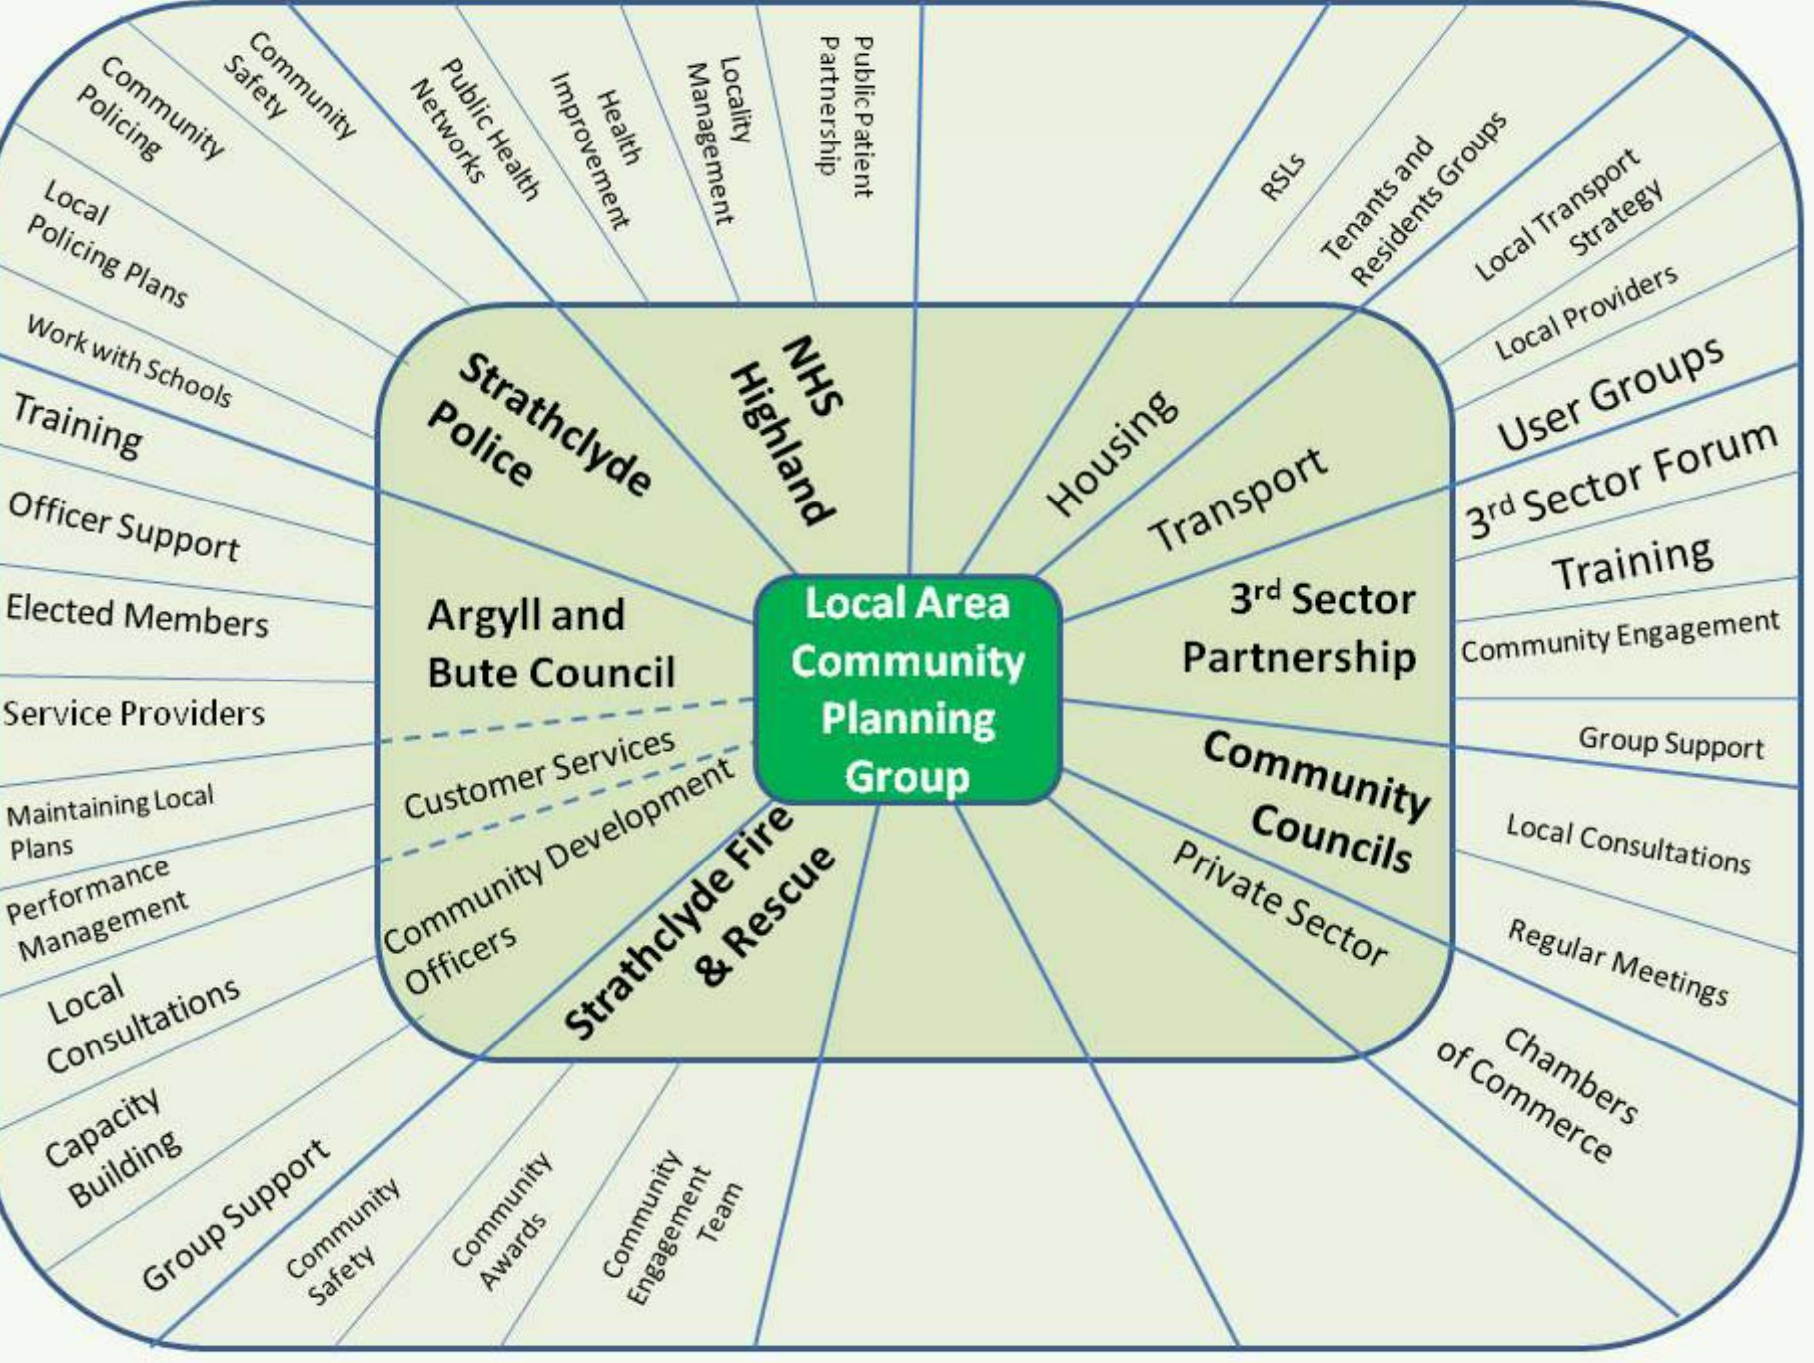 Local Area
Community
Planning
Group
Strathclyde
Police
NHS
Highland
Housing
Transport
3rd Sector
Partnership
Community
Councils
Private Sector
Strathclyde Fire
& Rescue
Community Development
Officers
Customer Services
Argyll and
Bute Council
Community
Policing
Community
Safety
Public Health
Networks
Health
Improvement
Locality
Management
Public Patient
Partnership
RSLs
Tenants and
Residents Groups
Local Transport
Strategy
Local Providers
User Groups
3rd Sector Forum
Training
Community Engagement
Group Support
Local Consultations
Regular Meetings
Chambers
of Commerce
Community
Engagement
Team
Community
Awards
Community
Safety
Group Support
Capacity
Building
Local
Consultations
Performance
Management
Maintaining Local
Plans
Service Providers
Elected Members
Officer Support
Training
Work with Schools
Local
Policing Plans